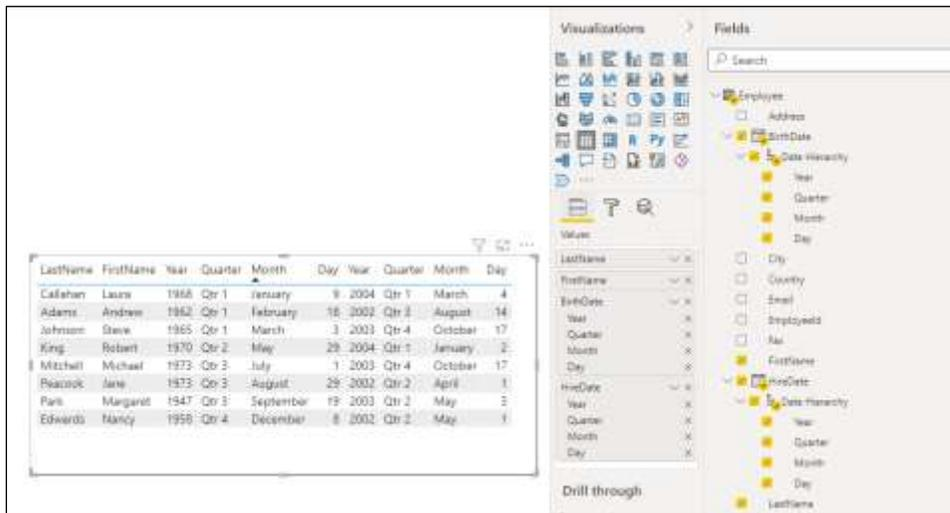 LastName FirstName Year Quarter Month Day Year Quarter Month Day
Callahan Laura 1968 Qtr 1 January 9 2004 Qtr 1 March 4
Adams Andrew 1962 Qtr 1 February 18 2002 Qtr 3 August 14
Johnson Steve 1965 Qtr 1 March 3 2003 Qtr 4 October 17
King Robert 1970 Qtr 2 May 29 2004 Qtr 1 January 2
Mitchell Michael 1973 Qtr 3 July 1 2003 Qtr 4 October 17
Peacock Jane 1973 Qtr 3 August 29 2002 Qtr 2 April 1
Park Margaret 1947 Qtr 3 September 19 2003 Qtr 2 May 3
Edwards Nancy 1958 Qtr 4 December 8 2002 Qtr 2 May 1
Visualizations
R Py
Values
LastName
FirstName
BirthDate
Year
Quarter
Month
Day
HireDate
Year
Quarter
Month
Day
Drill through
Fields
Search
Employee
Address
BirthDate
Date Hierarchy
Year
Quarter
Month
Day
City
Country
Email
EmployeeId
Fax
FirstName
HireDate
Date Hierarchy
Year
Quarter
Month
Day
LastName